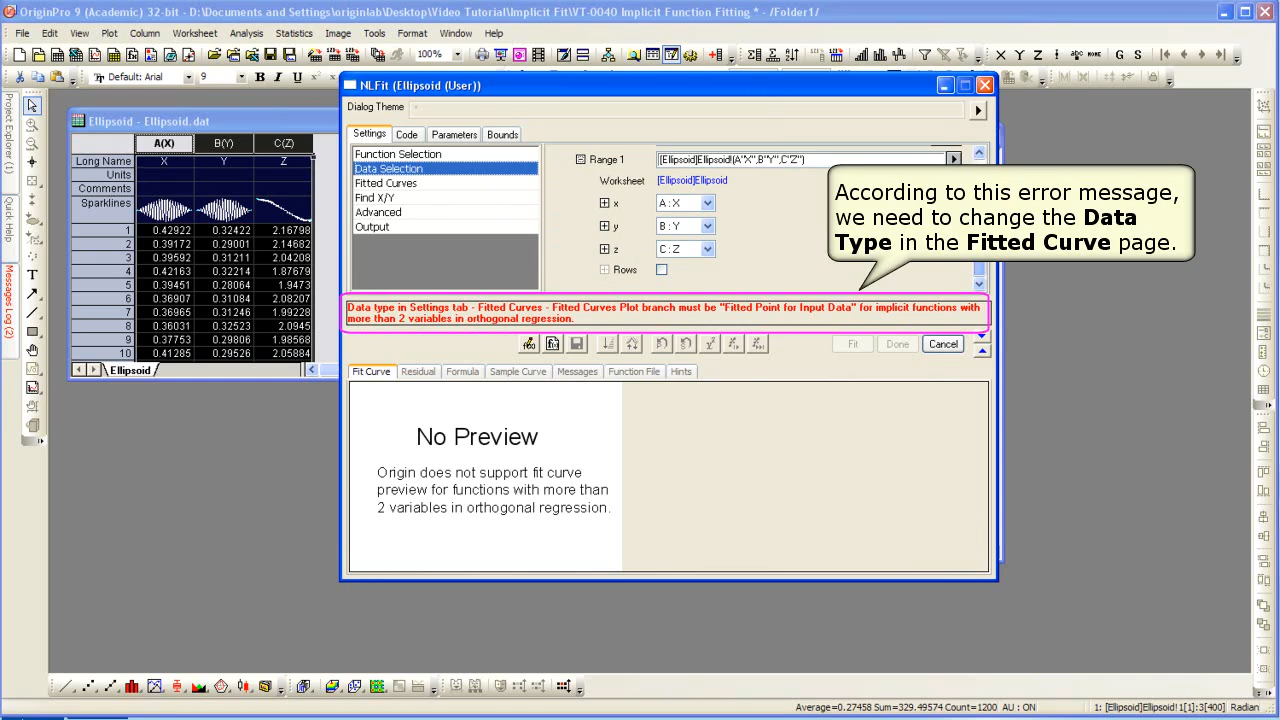 OriginPro 9 (Academic) 32-bit - D:\Documents and Settings\originlab\Desktop\Video Tutorial\Implicit Fit\VT-0040 Implicit Function Fitting * - /Folder1/
File Edit View Plot Column Worksheet Analysis Statistics Image Tools Format Window Help
100%
Default: Arial 9 B I U
Project Explorer (1)
Quick Help
Messages Log (2)
Ellipsoid - Ellipsoid.dat
A(X) B(Y) C(Z)
Long Name X Y Z
Units
Comments
Sparklines
1 0.42922 0.32422 2.16798
2 0.39172 0.29001 2.14682
3 0.39592 0.31211 2.04028
4 0.42163 0.32214 1.87679
5 0.39451 0.28064 1.9473
6 0.36907 0.31084 2.08207
7 0.36965 0.31246 1.99228
8 0.36031 0.32523 2.0945
9 0.37753 0.29806 1.98568
10 0.41285 0.29526 2.05884
Ellipsoid
NLFit (Ellipsoid (User))
Dialog Theme *
Settings Code Parameters Bounds
Function Selection
Data Selection
Fitted Curves
Find X/Y
Advanced
Output
Range 1 [Ellipsoid]Ellipsoid!(A"X",B"Y",C"Z")
Worksheet [Ellipsoid]Ellipsoid
x A : X
y B : Y
z C : Z
Rows
According to this error message,
we need to change the Data
Type in the Fitted Curve page.
Data type in Settings tab - Fitted Curves - Fitted Curves Plot branch must be "Fitted Point for Input Data" for implicit functions with
more than 2 variables in orthogonal regression.
Fit Done Cancel
Fit Curve Residual Formula Sample Curve Messages Function File Hints
No Preview
Origin does not support fit curve
preview for functions with more than
2 variables in orthogonal regression.
Average=0.27458 Sum=329.49574 Count=1200 AU : ON 1: [Ellipsoid]Ellipsoid!1[1]:3[400] Radian